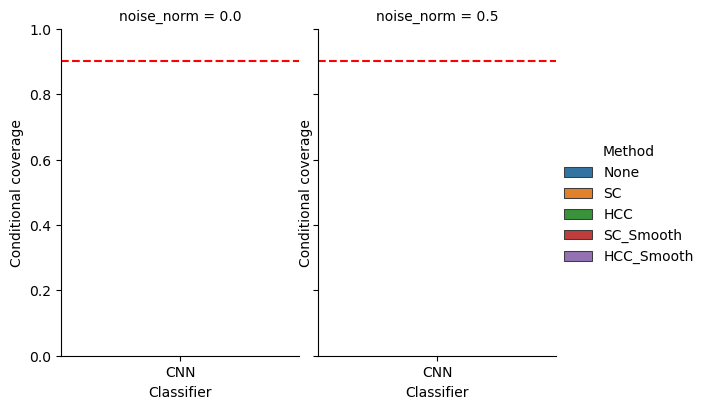 noise_norm = 0.0
noise_norm = 0.5
Conditional coverage
1.0
0.8
0.6
0.4
0.2
0.0
CNN
Classifier
Conditional coverage
CNN
Classifier
Method
None
SC
HCC
SC_Smooth
HCC_Smooth